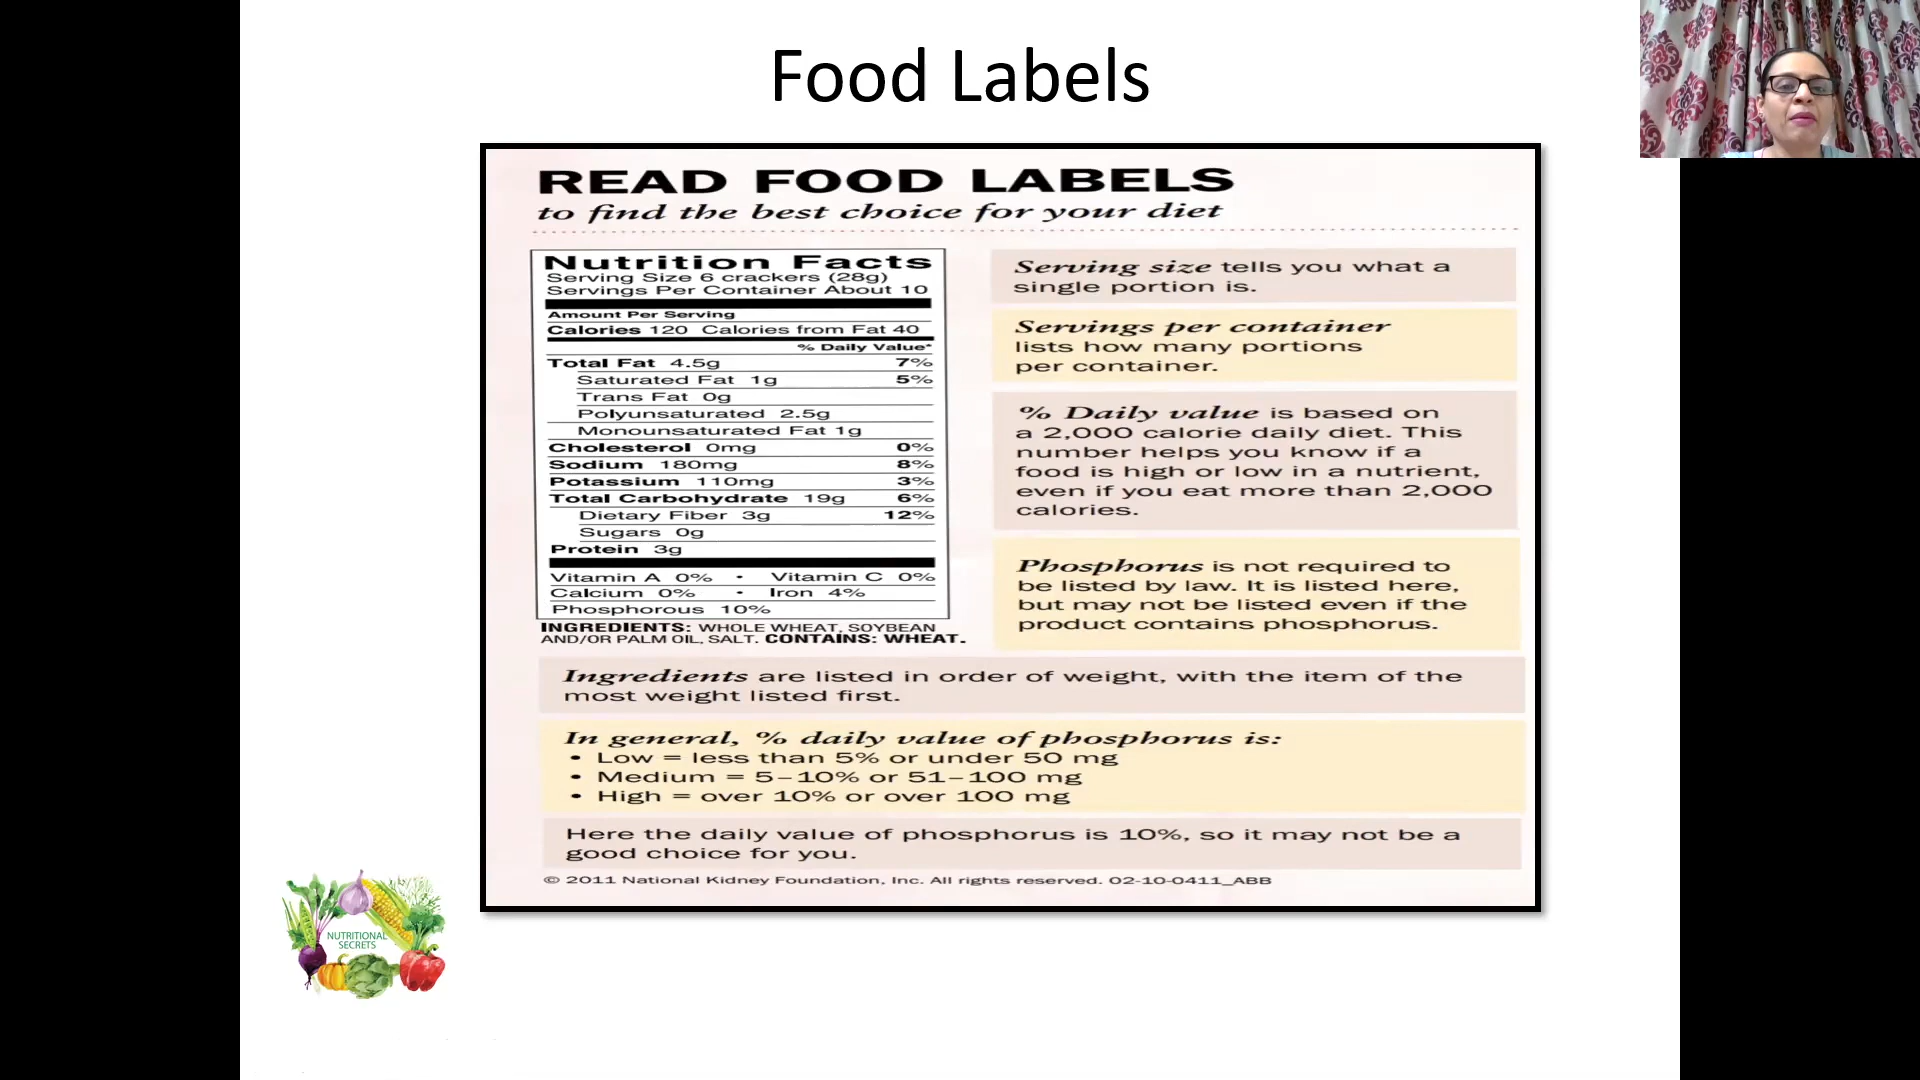 Food Labels
READ FOOD LABELS
to find the best choice for your diet
Nutrition Facts
Serving Size 6 crackers (28g)
Servings Per Container About 10
Amount Per Serving
Calories 120 Calories from Fat 40
% Daily Value*
Total Fat 4.5g 7%
Saturated Fat 1g 5%
Trans Fat 0g
Polyunsaturated 2.5g
Monounsaturated Fat 1g
Cholesterol 0mg 0%
Sodium 180mg 8%
Potassium 110mg 3%
Total Carbohydrate 19g 6%
Dietary Fiber 3g 12%
Sugars 0g
Protein 3g
Vitamin A 0% • Vitamin C 0%
Calcium 0% • Iron 4%
Phosphorous 10%
INGREDIENTS: WHOLE WHEAT, SOYBEAN
AND/OR PALM OIL, SALT. CONTAINS: WHEAT.
Serving size tells you what a
single portion is.
Servings per container
lists how many portions
per container.
% Daily value is based on
a 2,000 calorie daily diet. This
number helps you know if a
food is high or low in a nutrient,
even if you eat more than 2,000
calories.
Phosphorus is not required to
be listed by law. It is listed here,
but may not be listed even if the
product contains phosphorus.
Ingredients are listed in order of weight, with the item of the
most weight listed first.
In general, % daily value of phosphorus is:
• Low = less than 5% or under 50 mg
• Medium = 5–10% or 51–100 mg
• High = over 10% or over 100 mg
Here the daily value of phosphorus is 10%, so it may not be a
good choice for you.
© 2011 National Kidney Foundation, Inc. All rights reserved. 02-10-0411_ABB
NUTRITIONAL
SECRETS